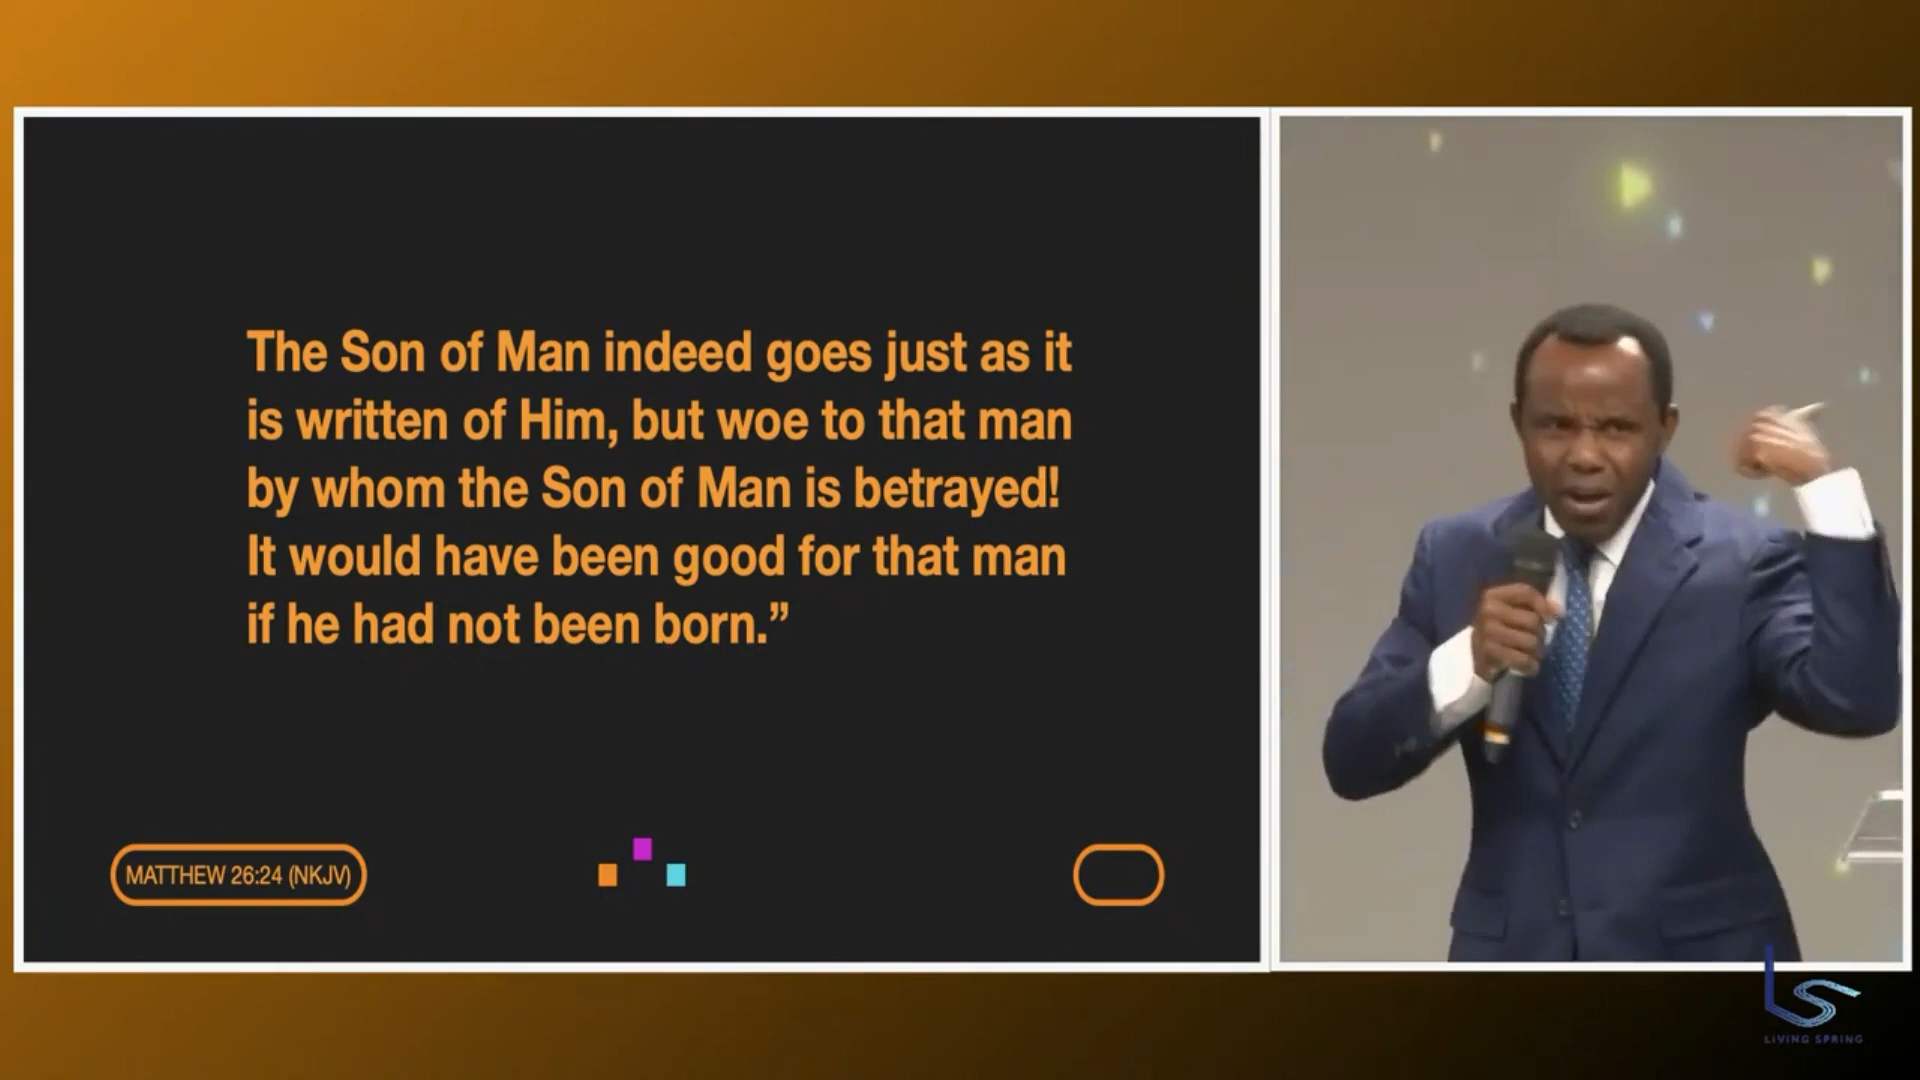 The Son of Man indeed goes just as it
is written of Him, but woe to that man
by whom the Son of Man is betrayed!
It would have been good for that man
if he had not been born.”
MATTHEW 26:24 (NKJV)
LS
LIVING SPRING